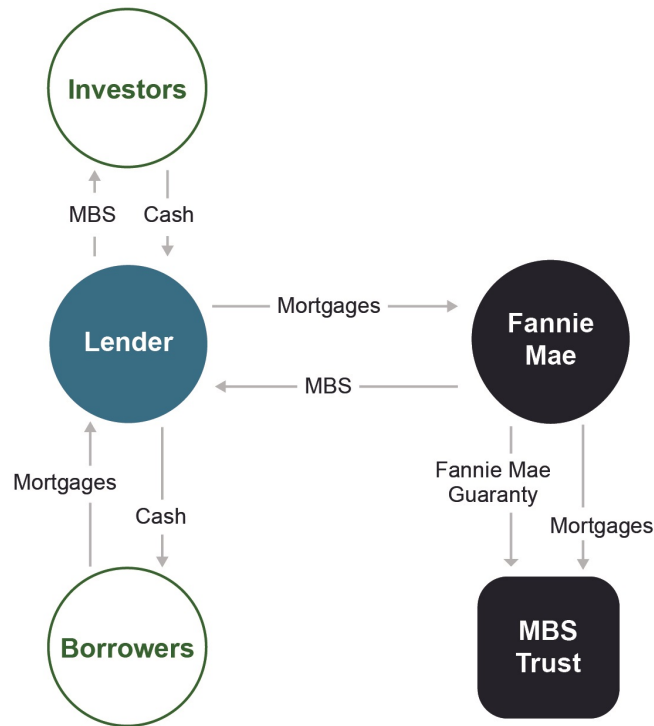 Investors
MBS
Cash
Lender
Mortgages
Fannie
Mae
MBS
Mortgages
Cash
Fannie Mae
Guaranty
Mortgages
Borrowers
MBS
Trust